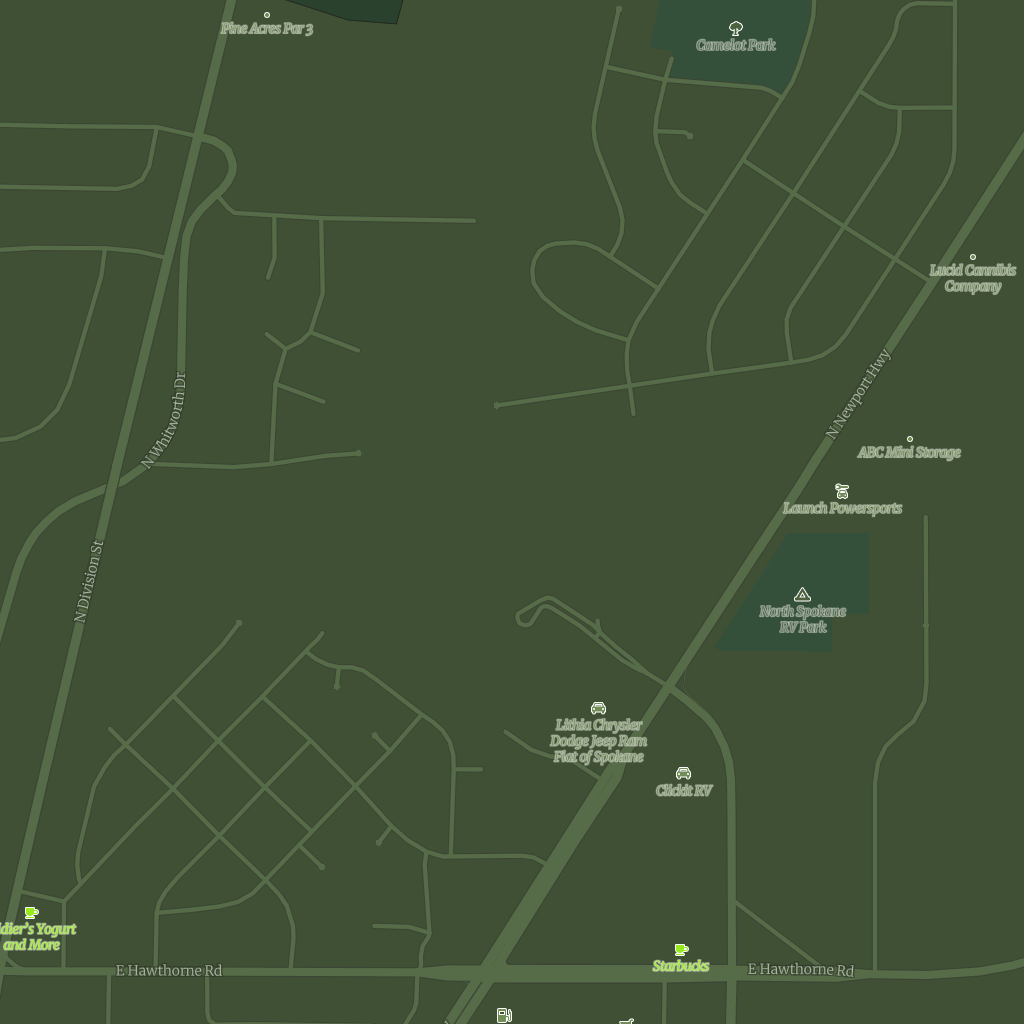 Pine Acres Par 3
Camelot Park
Lucid Cannibis
Company
N Whitworth Dr
N Newport Hwy
ABC Mini Storage
Launch Powersports
N Division St
North Spokane
RV Park
Lithia Chrysler
Dodge Jeep Ram
Fiat of Spokane
Clickit RV
dier's Yogurt
and More
E Hawthorne Rd
Starbucks
E Hawthorne Rd